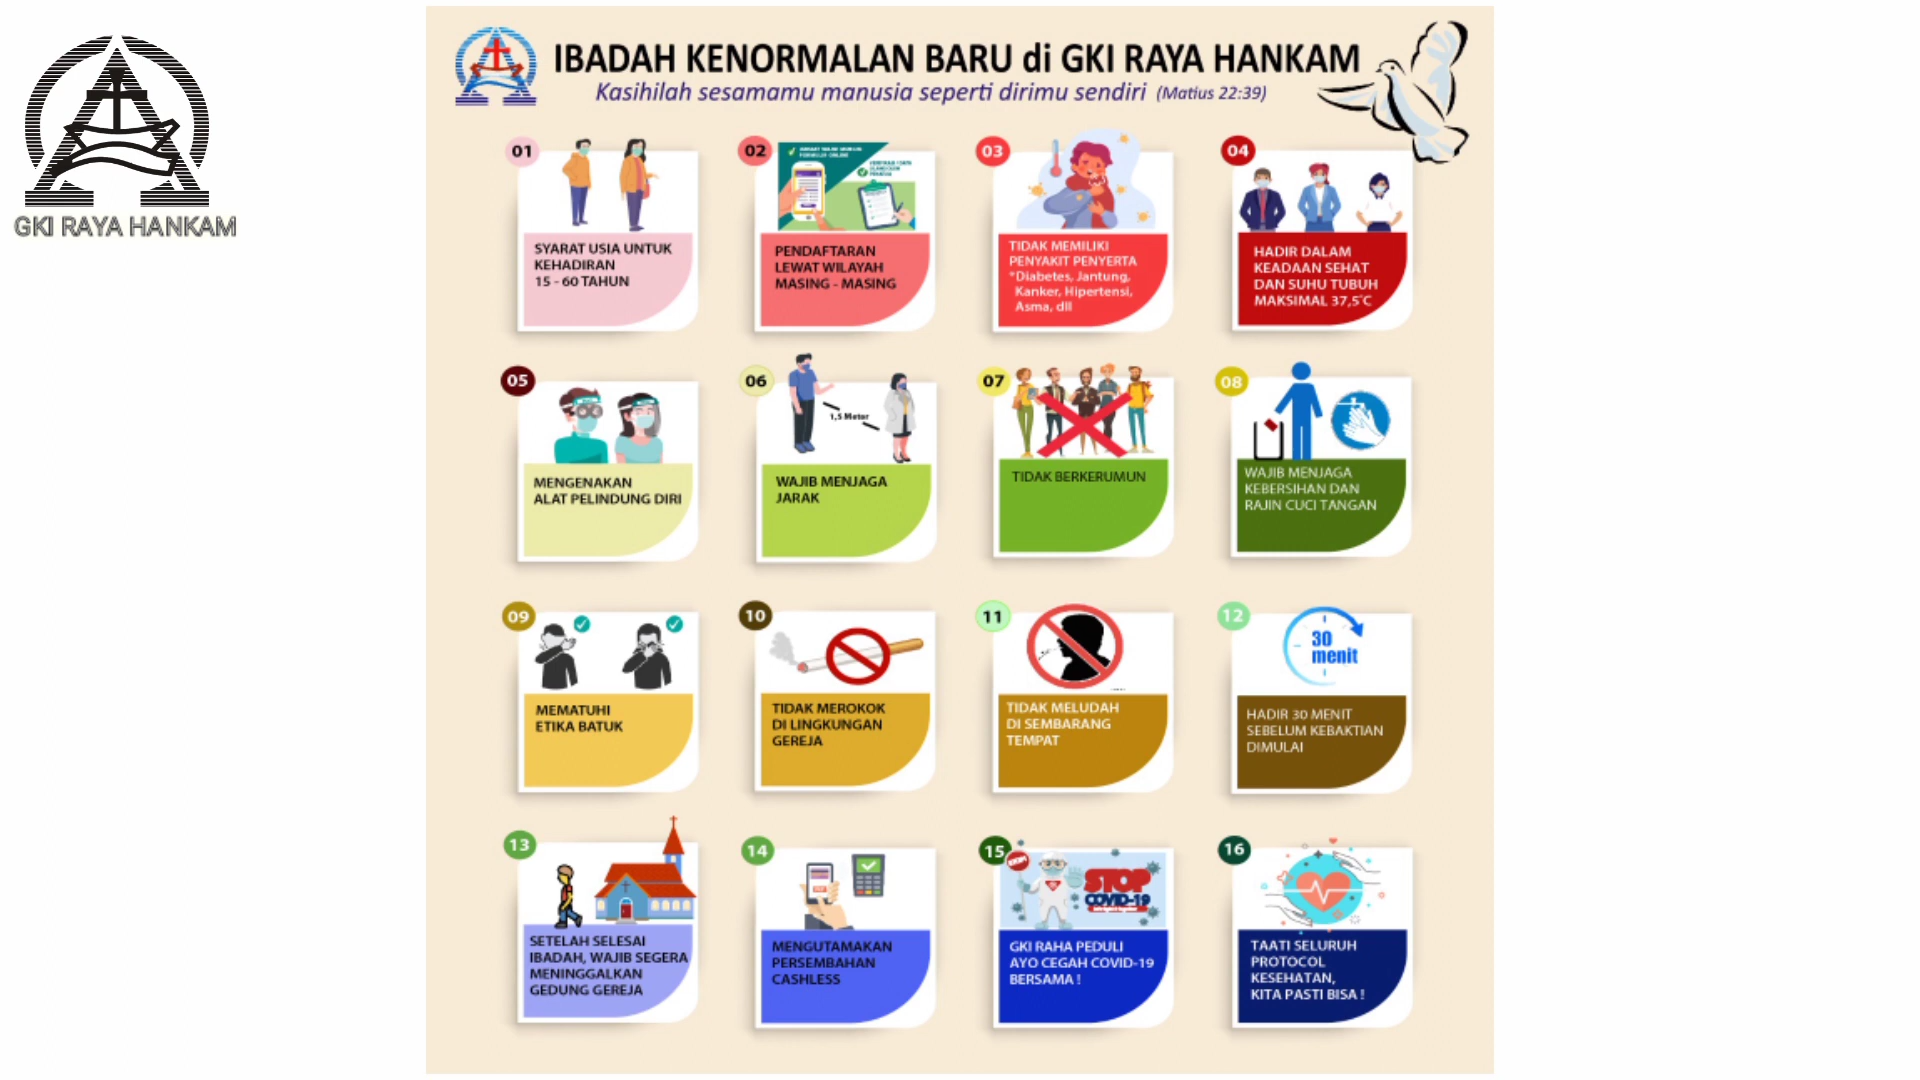 GKI RAYA HANKAM
IBADAH KENORMALAN BARU di GKI RAYA HANKAM
Kasihilah sesamamu manusia seperti dirimu sendiri (Matius 22:39)
01
SYARAT USIA UNTUK
KEHADIRAN
15 - 60 TAHUN
02
PENDAFTARAN
LEWAT WILAYAH
MASING - MASING
03
TIDAK MEMILIKI
PENYAKIT PENYERTA
*Diabetes, Jantung,
Kanker, Hipertensi,
Asma, dll
04
HADIR DALAM
KEADAAN SEHAT
DAN SUHU TUBUH
MAKSIMAL 37,5°C
05
MENGENAKAN
ALAT PELINDUNG DIRI
06
1,5 Meter
WAJIB MENJAGA
JARAK
07
TIDAK BERKERUMUN
08
WAJIB MENJAGA
KEBERSIHAN DAN
RAJIN CUCI TANGAN
09
MEMATUHI
ETIKA BATUK
10
TIDAK MEROKOK
DI LINGKUNGAN
GEREJA
11
TIDAK MELUDAH
DI SEMBARANG
TEMPAT
12
30
menit
HADIR 30 MENIT
SEBELUM KEBAKTIAN
DIMULAI
13
SETELAH SELESAI
IBADAH, WAJIB SEGERA
MENINGGALKAN
GEDUNG GEREJA
14
MENGUTAMAKAN
PERSEMBAHAN
CASHLESS
15
STOP
COVID-19
GKI RAHA PEDULI
AYO CEGAH COVID-19
BERSAMA !
16
TAATI SELURUH
PROTOCOL
KESEHATAN,
KITA PASTI BISA !